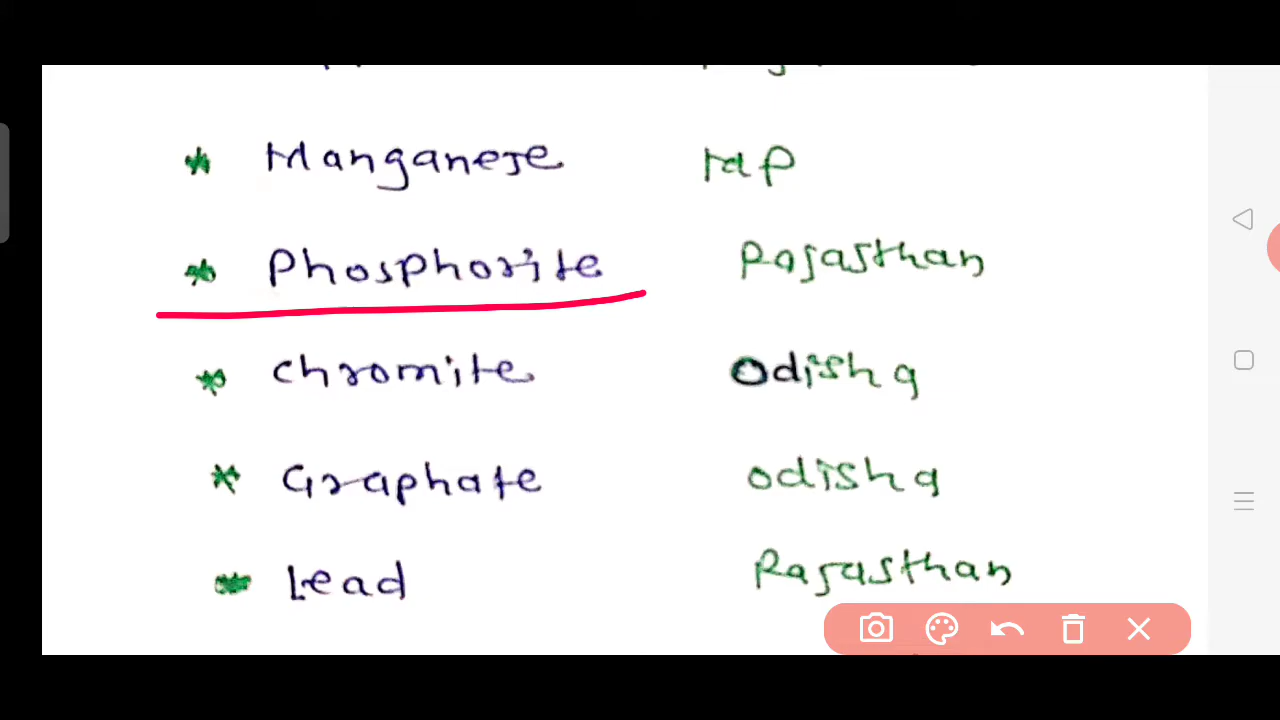 * Manganese MP
* Phosphorite Rajasthan
* Chromite Odisha
* Graphate Odisha
* Lead Rajasthan